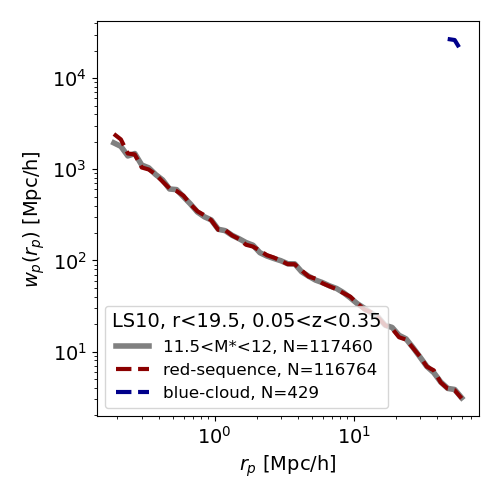 10^4
10^3
10^2
10^1
w_p(r_p) [Mpc/h]
LS10, r<19.5, 0.05<z<0.35
11.5<M*<12, N=117460
red-sequence, N=116764
blue-cloud, N=429
10^0 10^1
r_p [Mpc/h]